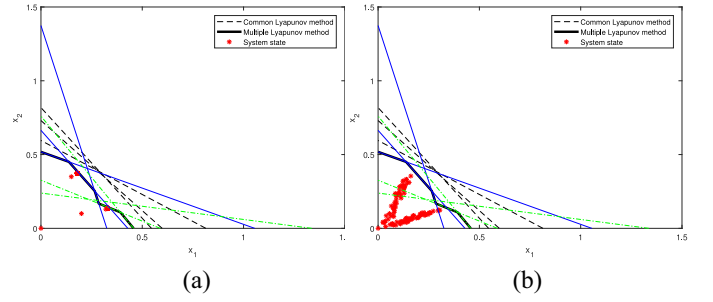 1.5
1
0.5
0
x2
0
0.5
1
1.
x1
Common Lyapunov method
Multiple Lyapunov method
System state
(a)
1.5
1
0.5
0
x2
0
0.5
1
1.5
x1
Common Lyapunov method
Multiple Lyapunov method
System state
(b)